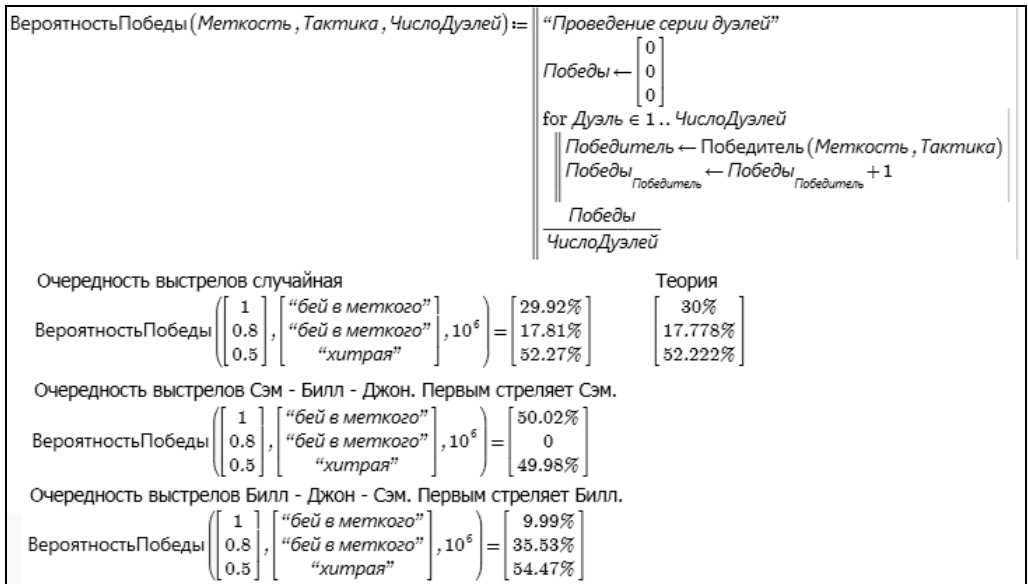 ВероятностьПобеды(Меткость, Тактика, ЧислоДуэлей) := “Проведение серии дуэлей”
Победы ← [0 0 0]
for Дуэль ∈ 1 .. ЧислоДуэлей
Победитель ← Победитель(Меткость, Тактика)
Победы Победитель ← Победы Победитель + 1
Победы
ЧислоДуэлей
Очередность выстрелов случайная Теория
ВероятностьПобеды([1 0.8 0.5], [“бей в меткого” “бей в меткого” “хитрая”], 10^6) = [29.92% 17.81% 52.27%] [30% 17.778% 52.222%]
Очередность выстрелов Сэм - Билл - Джон. Первым стреляет Сэм.
ВероятностьПобеды([1 0.8 0.5], [“бей в меткого” “бей в меткого” “хитрая”], 10^6) = [50.02% 0 49.98%]
Очередность выстрелов Билл - Джон - Сэм. Первым стреляет Билл.
ВероятностьПобеды([1 0.8 0.5], [“бей в меткого” “бей в меткого” “хитрая”], 10^6) = [9.99% 35.53% 54.47%]